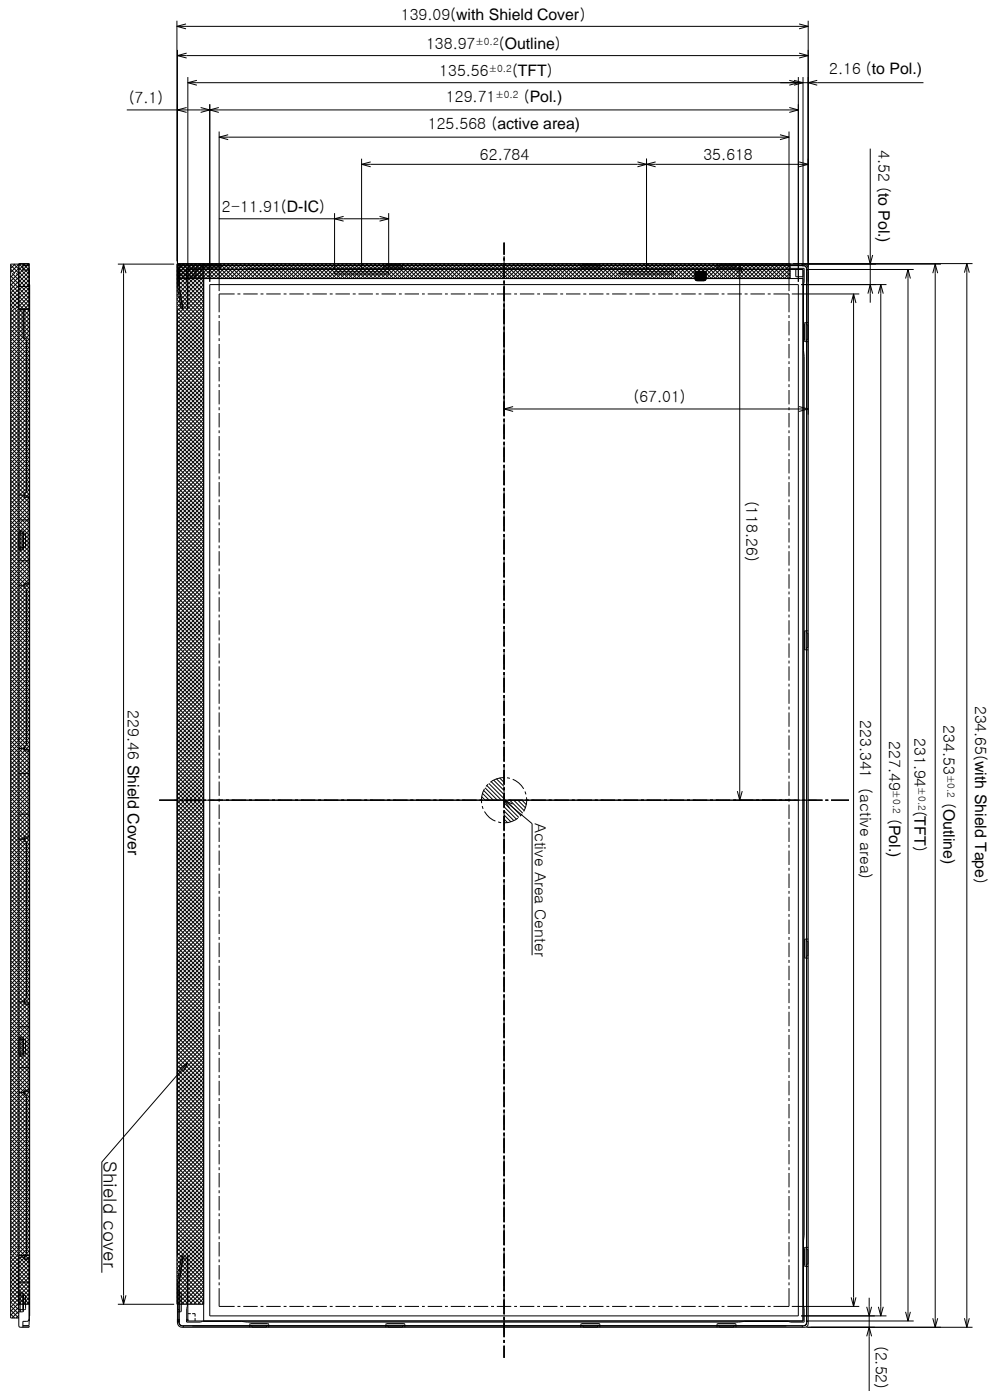 139.09(with Shield Cover)
138.97±0.2(Outline)
135.56±0.2(TFT)
2.16 (to Pol.)
(7.1)
129.71±0.2 (Pol.)
125.568 (active area)
62.784
35.618
4.52 (to Pol.)
2-11.91(D-IC)
(67.01)
(118.26)
229.46 Shield Cover
Active Area Center
223.341 (active area)
227.49±0.2 (Pol.)
231.94±0.2(TFT)
234.53±0.2 (Outline)
234.65(with Shield Tape)
Shield cover
(2.52)